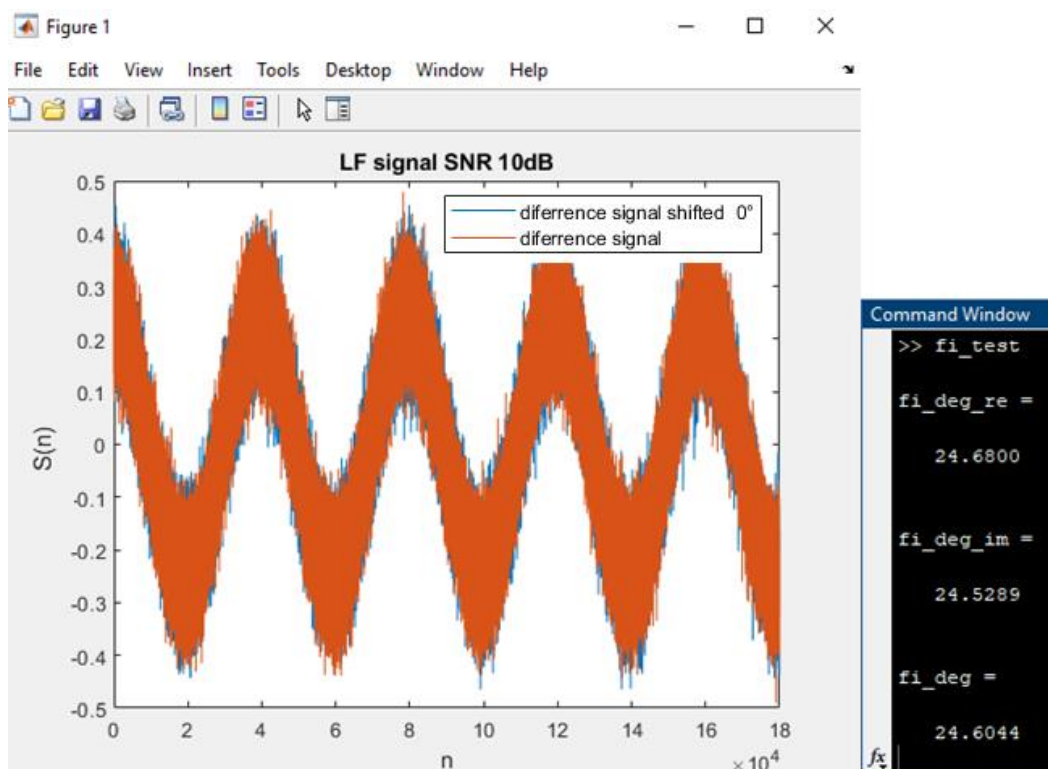 Figure 1
File Edit View Insert Tools Desktop Window Help
LF signal SNR 10dB
diferrence signal shifted 0°
diferrence signal
0.5
0.4
0.3
0.2
0.1
0
-0.1
-0.2
-0.3
-0.4
-0.5
S(n)
0 2 4 6 8 10 12 14 16 18
n
× 10⁴
Command Window
>> fi_test
fi_deg_re =
24.6800
fi_deg_im =
24.5289
fi_deg =
24.6044
fx